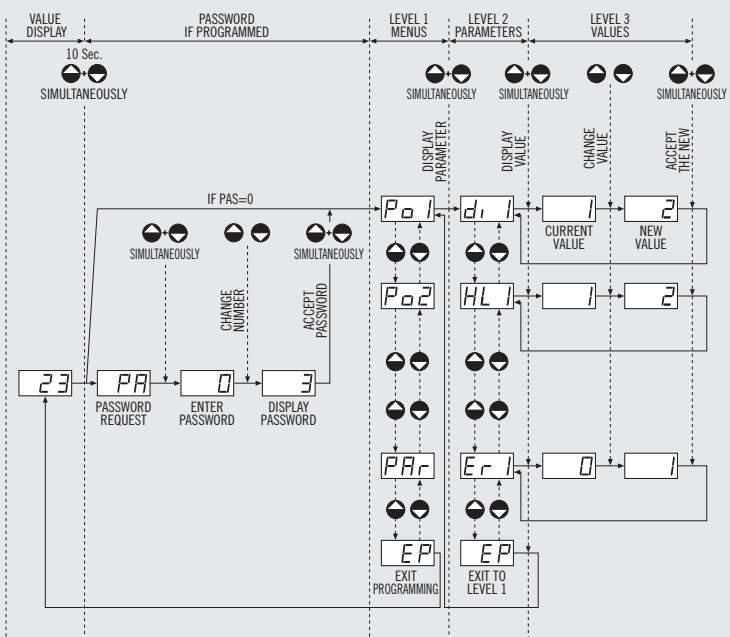 VALUE
DISPLAY
PASSWORD
IF PROGRAMMED
LEVEL 1
MENUS
LEVEL 2
PARAMETERS
LEVEL 3
VALUES
10 Sec.
+
SIMULTANEOUSLY
+
SIMULTANEOUSLY
+
SIMULTANEOUSLY
+
SIMULTANEOUSLY
DISPLAY
PARAMETER
DISPLAY
VALUE
CHANGE
VALUE
ACCEPT
THE NEW
IF PAS=0
Po1
di1
1
2
CURRENT
VALUE
NEW
VALUE
+
SIMULTANEOUSLY
+
SIMULTANEOUSLY
CHANGE
NUMBER
ACCEPT
PASSWORD
Po2
HL1
1
2
23
PA
0
3
PASSWORD
REQUEST
ENTER
PASSWORD
DISPLAY
PASSWORD
PAr
Er1
0
1
EP
EP
EXIT
PROGRAMMING
EXIT TO
LEVEL 1